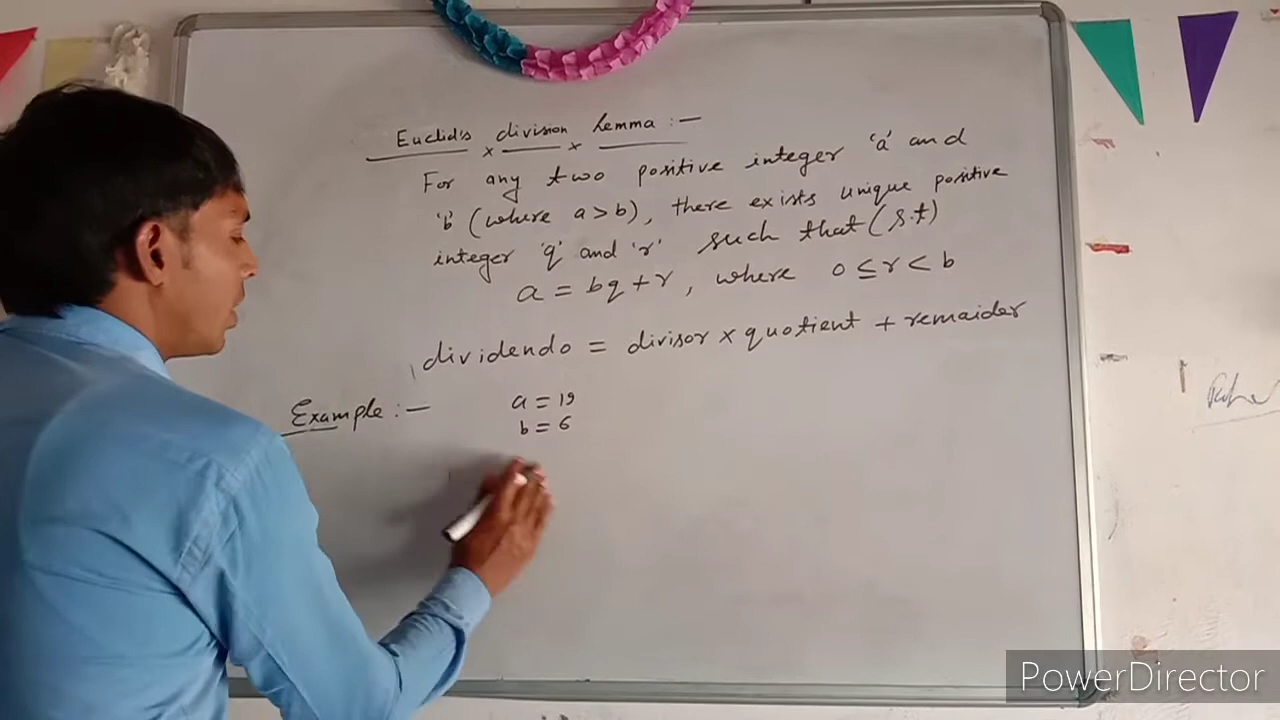 Euclid's division lemma :-
For any two positive integer 'a' and
'b' (where a > b), there exists unique positive
integer 'q' and 'r' such that (s.t)
a = bq + r, where 0 ≤ r < b
dividendo = divisor × quotient + remaider
Example :-
a = 19
b = 6
PowerDirector